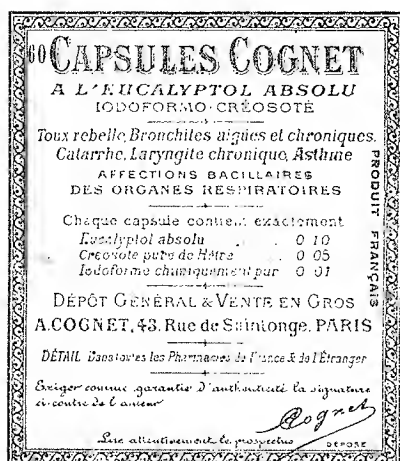 60 CAPSULES COGNET
A L'EUCALYPTOL ABSOLU
IODOFORMO-CRÉOSOTÉ
Toux rebelle, Bronchites aigües et chroniques.
Catarrhe, Laryngite chronique, Asthme
AFFECTIONS BACILLAIRES
DES ORGANES RESPIRATOIRES
Chaque capsule contient exactement
Eucalyptol absolu . . 0 10
Créosote pure de Hêtre . 0 05
Iodoforme chimiquement pur . 0 01
DÉPÔT GÉNÉRAL & VENTE EN GROS
A. COGNET, 43. Rue de Saintonge. PARIS
DÉTAIL Dans toutes les Pharmacies de France & de l'Étranger
Exiger comme garantie d'authenticité la signature
ci-contre de l'auteur
Cognet
Lire attentivement le prospectus
DÉPOSÉ
PRODUIT FRANÇAIS